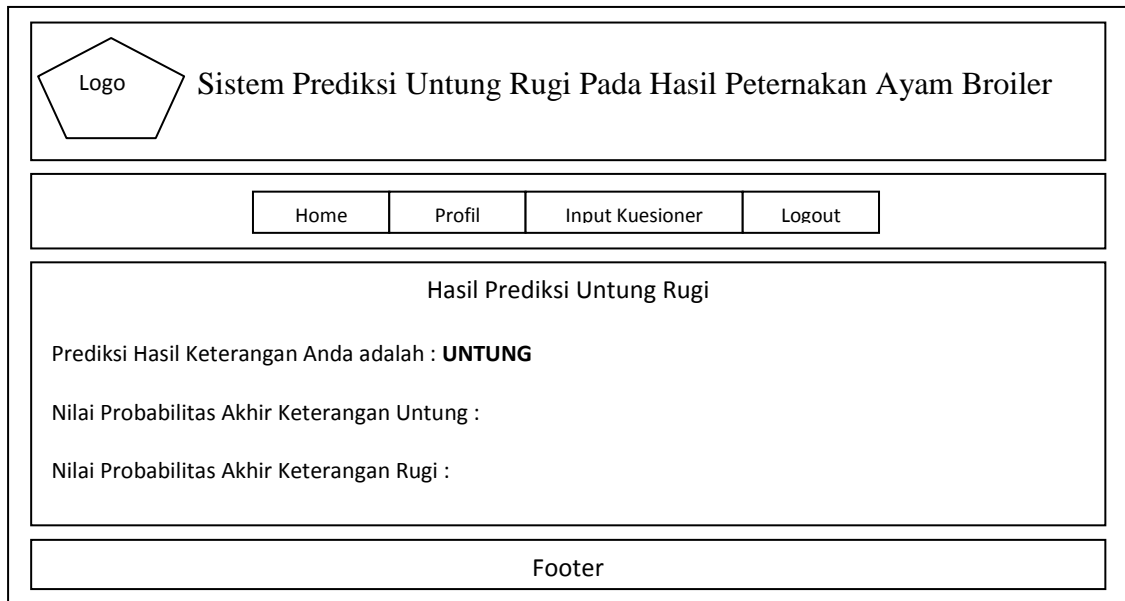 Logo
Sistem Prediksi Untung Rugi Pada Hasil Peternakan Ayam Broiler
Home Profil Input Kuesioner Logout
Hasil Prediksi Untung Rugi
Prediksi Hasil Keterangan Anda adalah : UNTUNG
Nilai Probabilitas Akhir Keterangan Untung :
Nilai Probabilitas Akhir Keterangan Rugi :
Footer